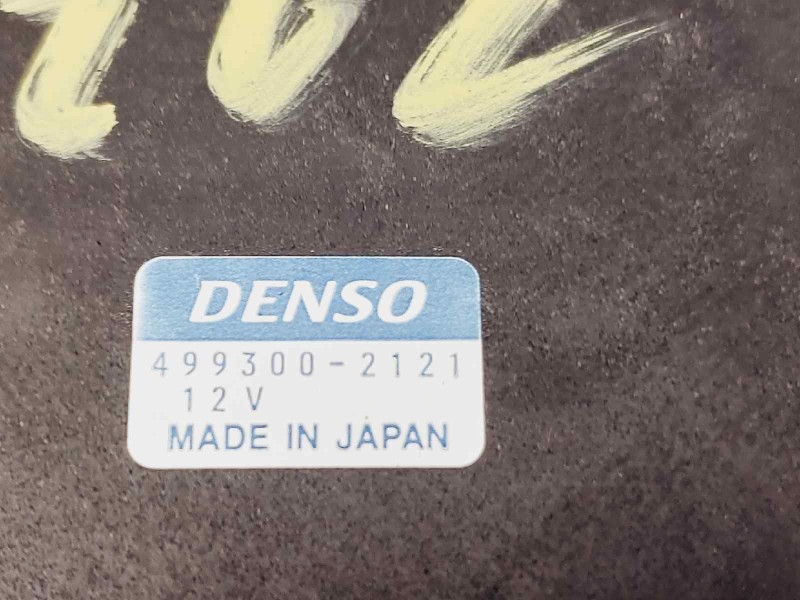 DENSO
499300-2121
12V
MADE IN JAPAN